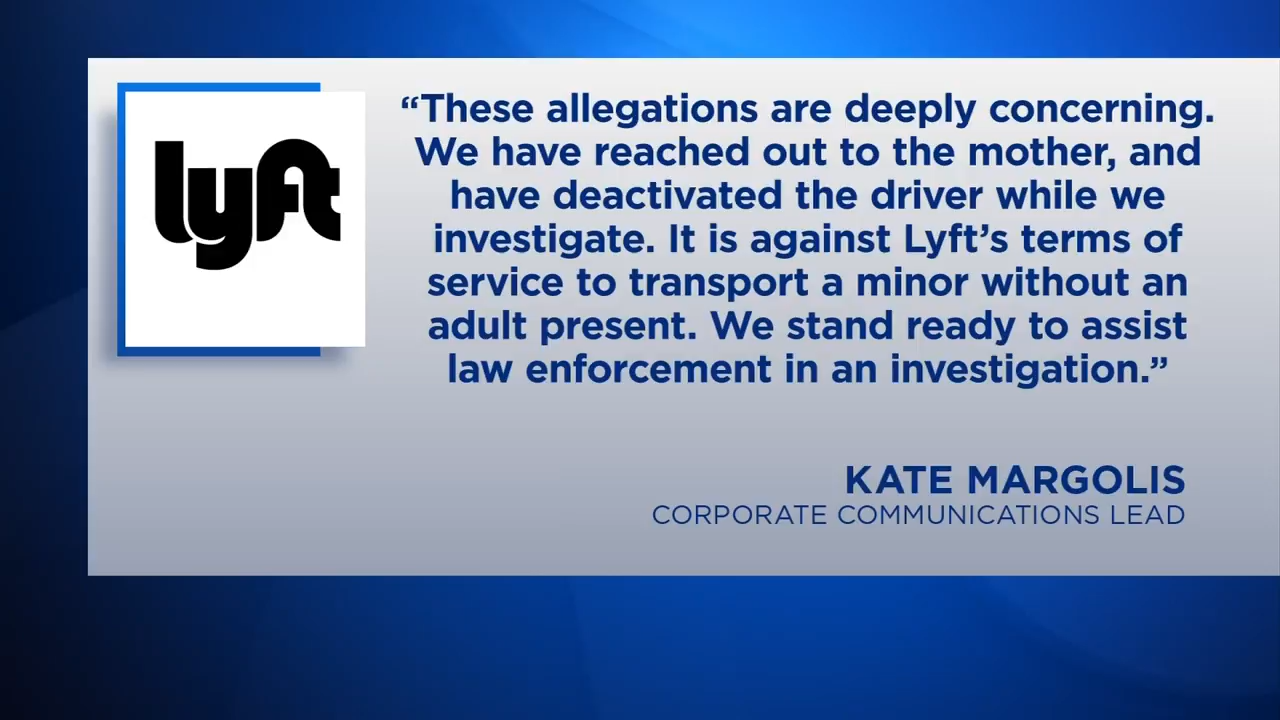 lyft
“These allegations are deeply concerning.
We have reached out to the mother, and
have deactivated the driver while we
investigate. It is against Lyft’s terms of
service to transport a minor without an
adult present. We stand ready to assist
law enforcement in an investigation.”
KATE MARGOLIS
CORPORATE COMMUNICATIONS LEAD